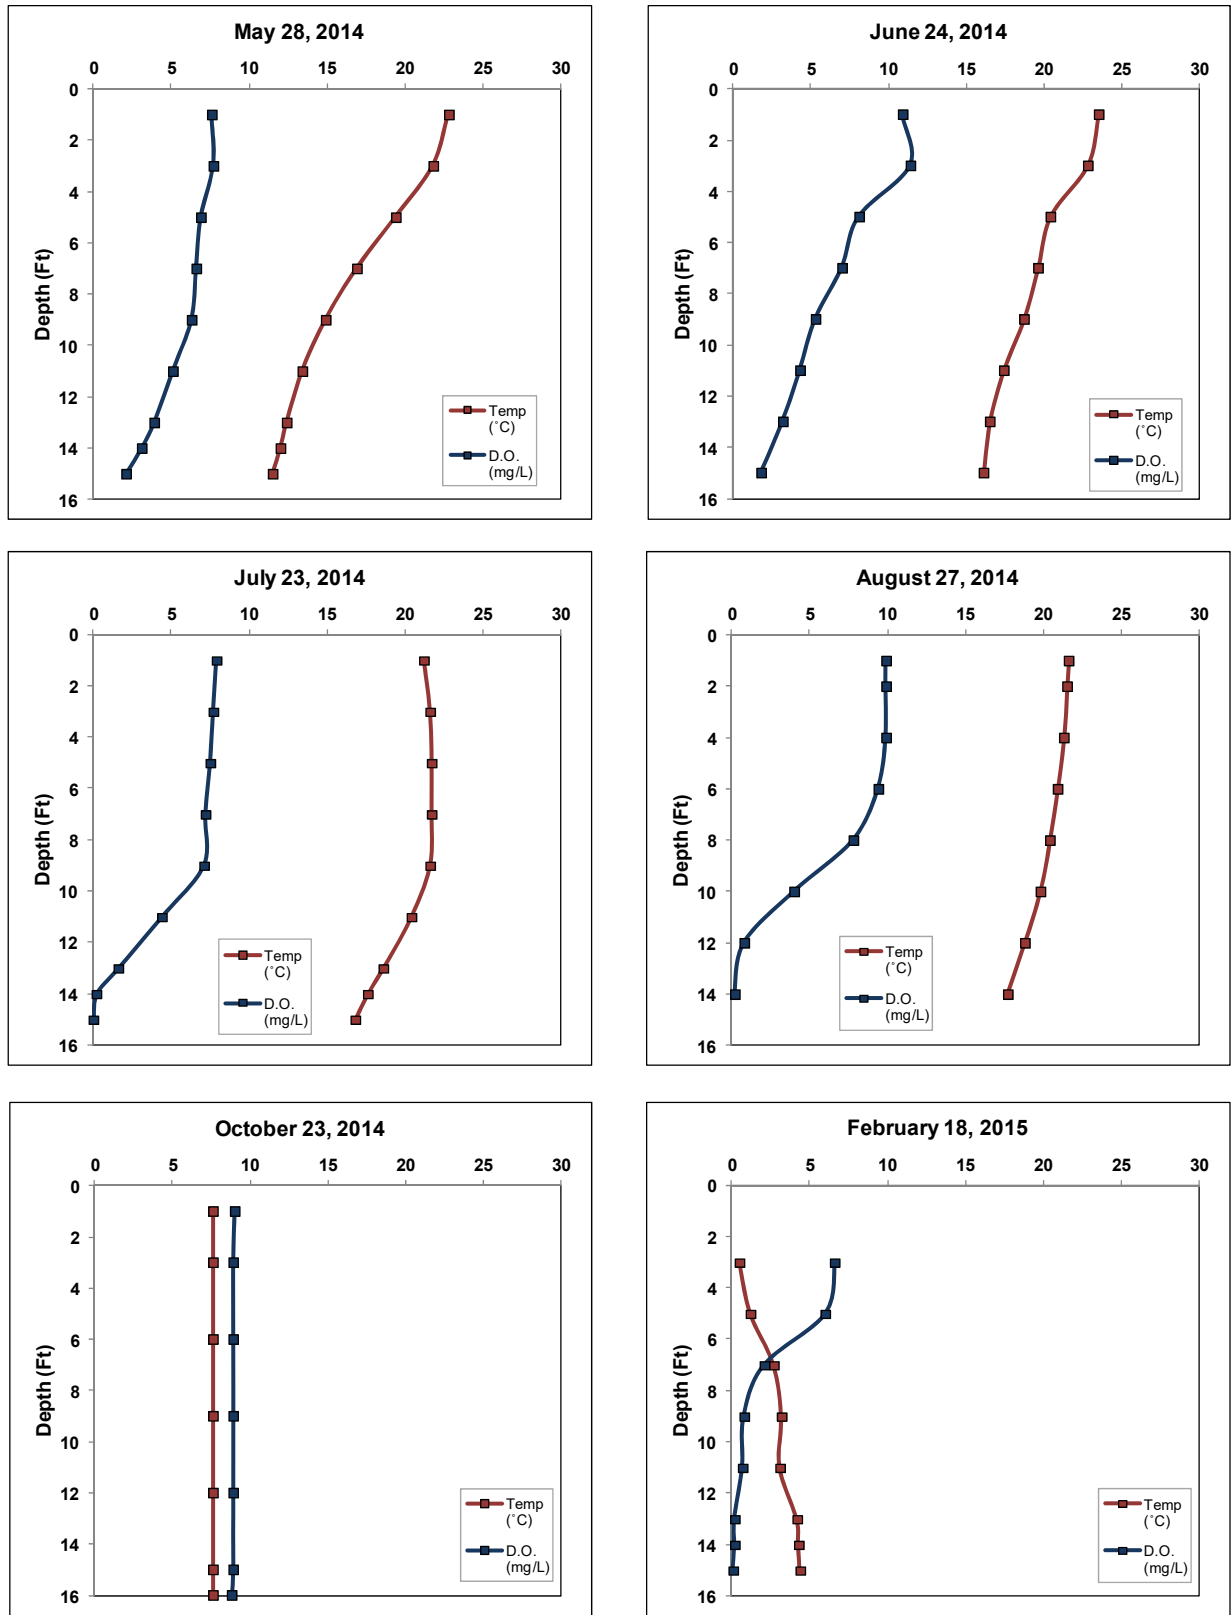 May 28, 2014
0 5 10 15 20 25 30
0
2
4
6
8
10
12
14
16
Depth (Ft)
Temp
(˚C)
D.O.
(mg/L)
June 24, 2014
0 5 10 15 20 25 30
0
2
4
6
8
10
12
14
16
Depth (Ft)
Temp
(˚C)
D.O.
(mg/L)
July 23, 2014
0 5 10 15 20 25 30
0
2
4
6
8
10
12
14
16
Depth (Ft)
Temp
(˚C)
D.O.
(mg/L)
August 27, 2014
0 5 10 15 20 25 30
0
2
4
6
8
10
12
14
16
Depth (Ft)
Temp
(˚C)
D.O.
(mg/L)
October 23, 2014
0 5 10 15 20 25 30
0
2
4
6
8
10
12
14
16
Depth (Ft)
Temp
(˚C)
D.O.
(mg/L)
February 18, 2015
0 5 10 15 20 25 30
0
2
4
6
8
10
12
14
16
Depth (Ft)
Temp
(˚C)
D.O.
(mg/L)